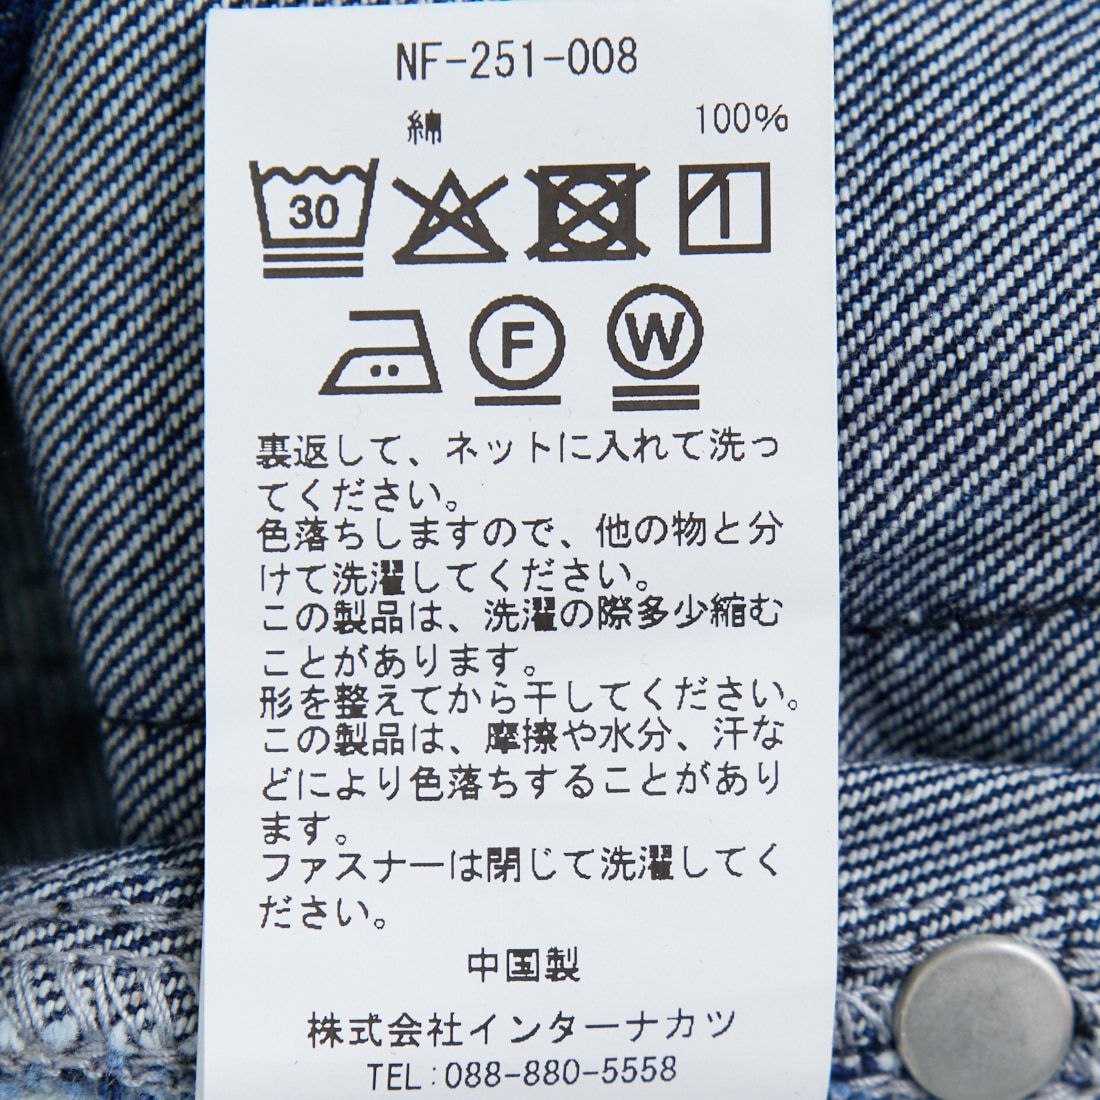 NF-251-008
綿 100%
30
F W
裏返して、ネットに入れて洗っ
てください。
色落ちしますので、他の物と分
けて洗濯してください。
この製品は、洗濯の際多少縮む
ことがあります。
形を整えてから干してください。
この製品は、摩擦や水分、汗な
どにより色落ちすることがあり
ます。
ファスナーは閉じて洗濯してく
ださい。
中国製
株式会社インターナカツ
TEL:088-880-5558